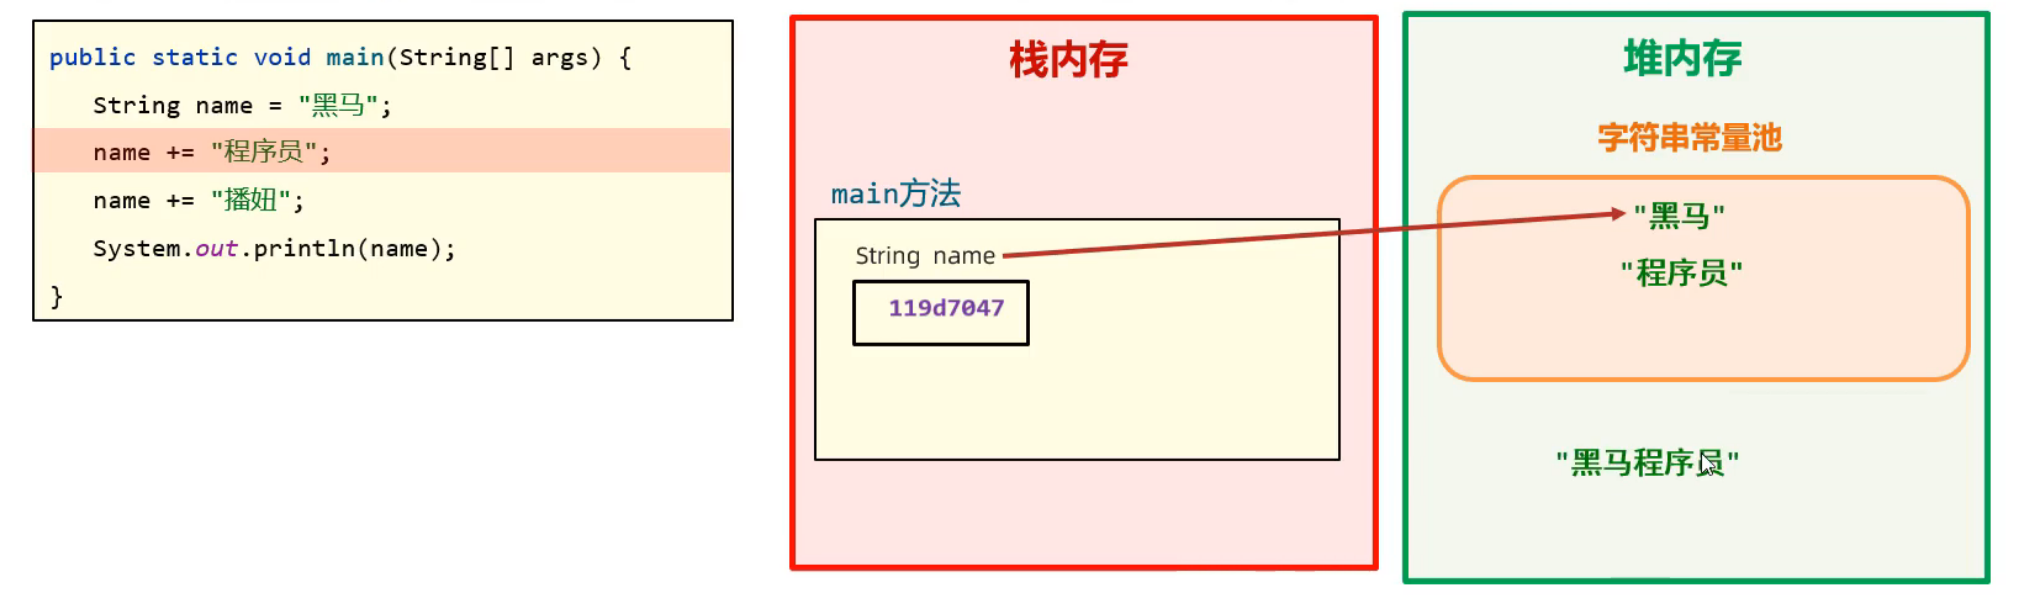 public static void main(String[] args) {
String name = "黑马";
name += "程序员";
name += "播妞";
System.out.println(name);
}
栈内存
main方法
String name
119d7047
堆内存
字符串常量池
"黑马"
"程序员"
"黑马程序员"